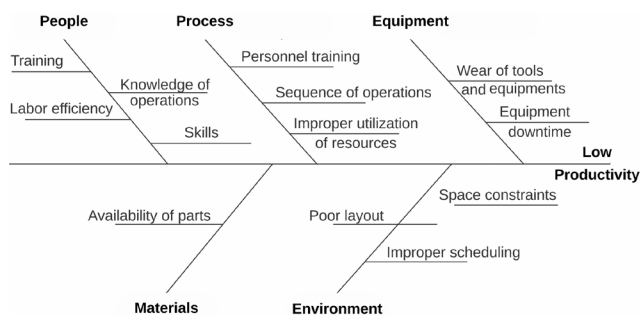 People
Process
Equipment
Training
Personnel training
Wear of tools
and equipments
Knowledge of
operations
Sequence of operations
Labor efficiency
Equipment
downtime
Skills
Improper utilization
of resources
Low
Productivity
Space constraints
Availability of parts
Poor layout
Improper scheduling
Materials
Environment